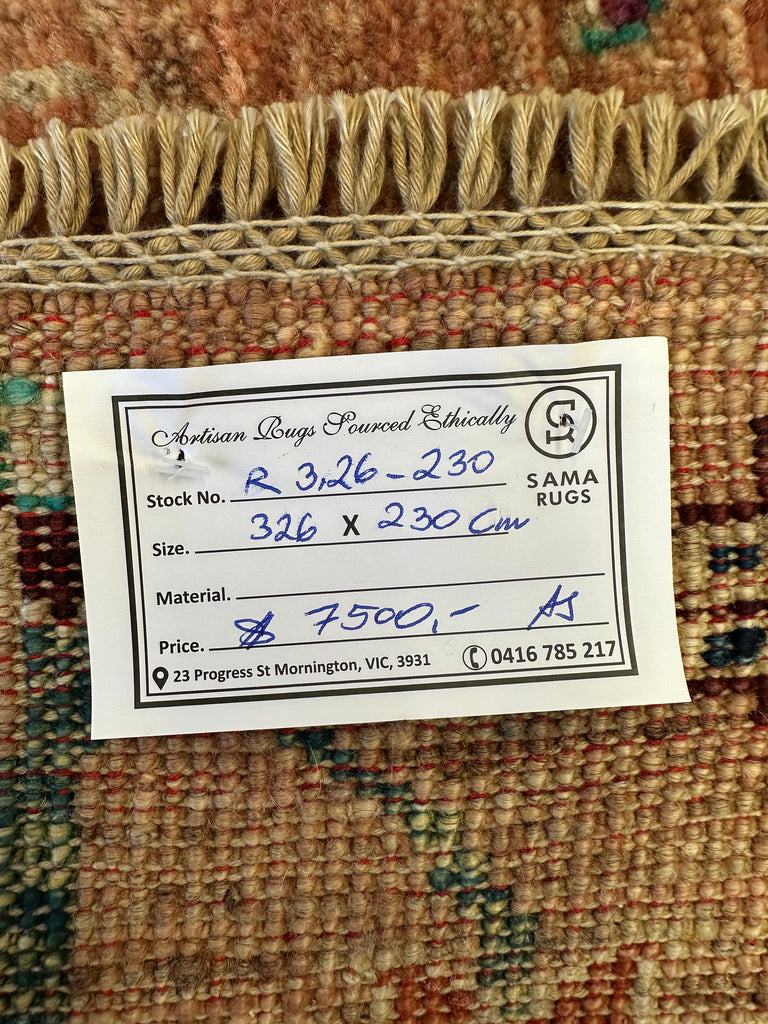 Artisan Rugs Sourced Ethically
SAMA
RUGS
Stock No. R 3,26-230
Size. 326 X 230 Cm
Material.
Price. $ 7500,-
23 Progress St Mornington, VIC, 3931
0416 785 217